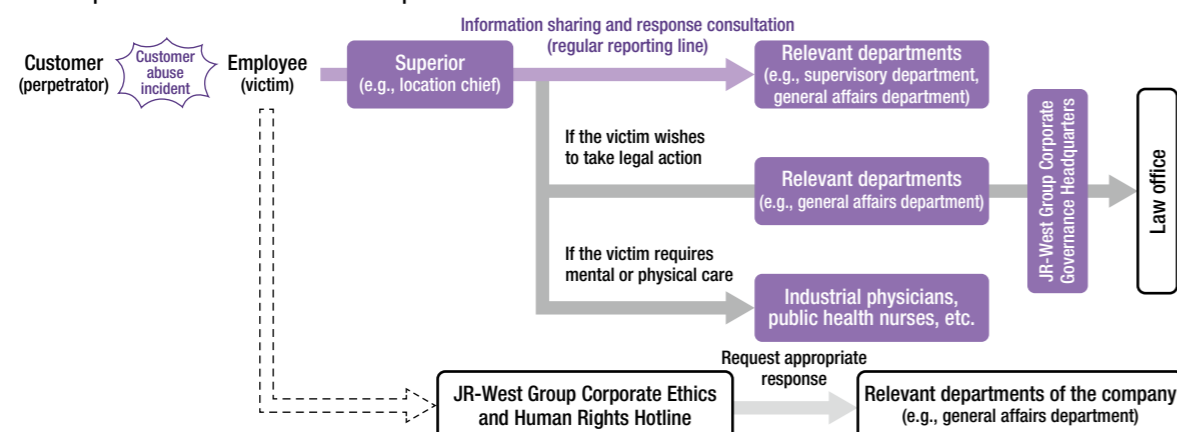 Information sharing and response consultation
(regular reporting line)
Customer
(perpetrator)
Customer
abuse
incident
Employee
(victim)
Superior
(e.g., location chief)
Relevant departments
(e.g., supervisory department,
general affairs department)
If the victim wishes
to take legal action
Relevant departments
(e.g., general affairs department)
JR-West Group Corporate
Governance Headquarters
Law office
If the victim requires
mental or physical care
Industrial physicians,
public health nurses, etc.
Request appropriate
response
JR-West Group Corporate Ethics
and Human Rights Hotline
Relevant departments of the company
(e.g., general affairs department)